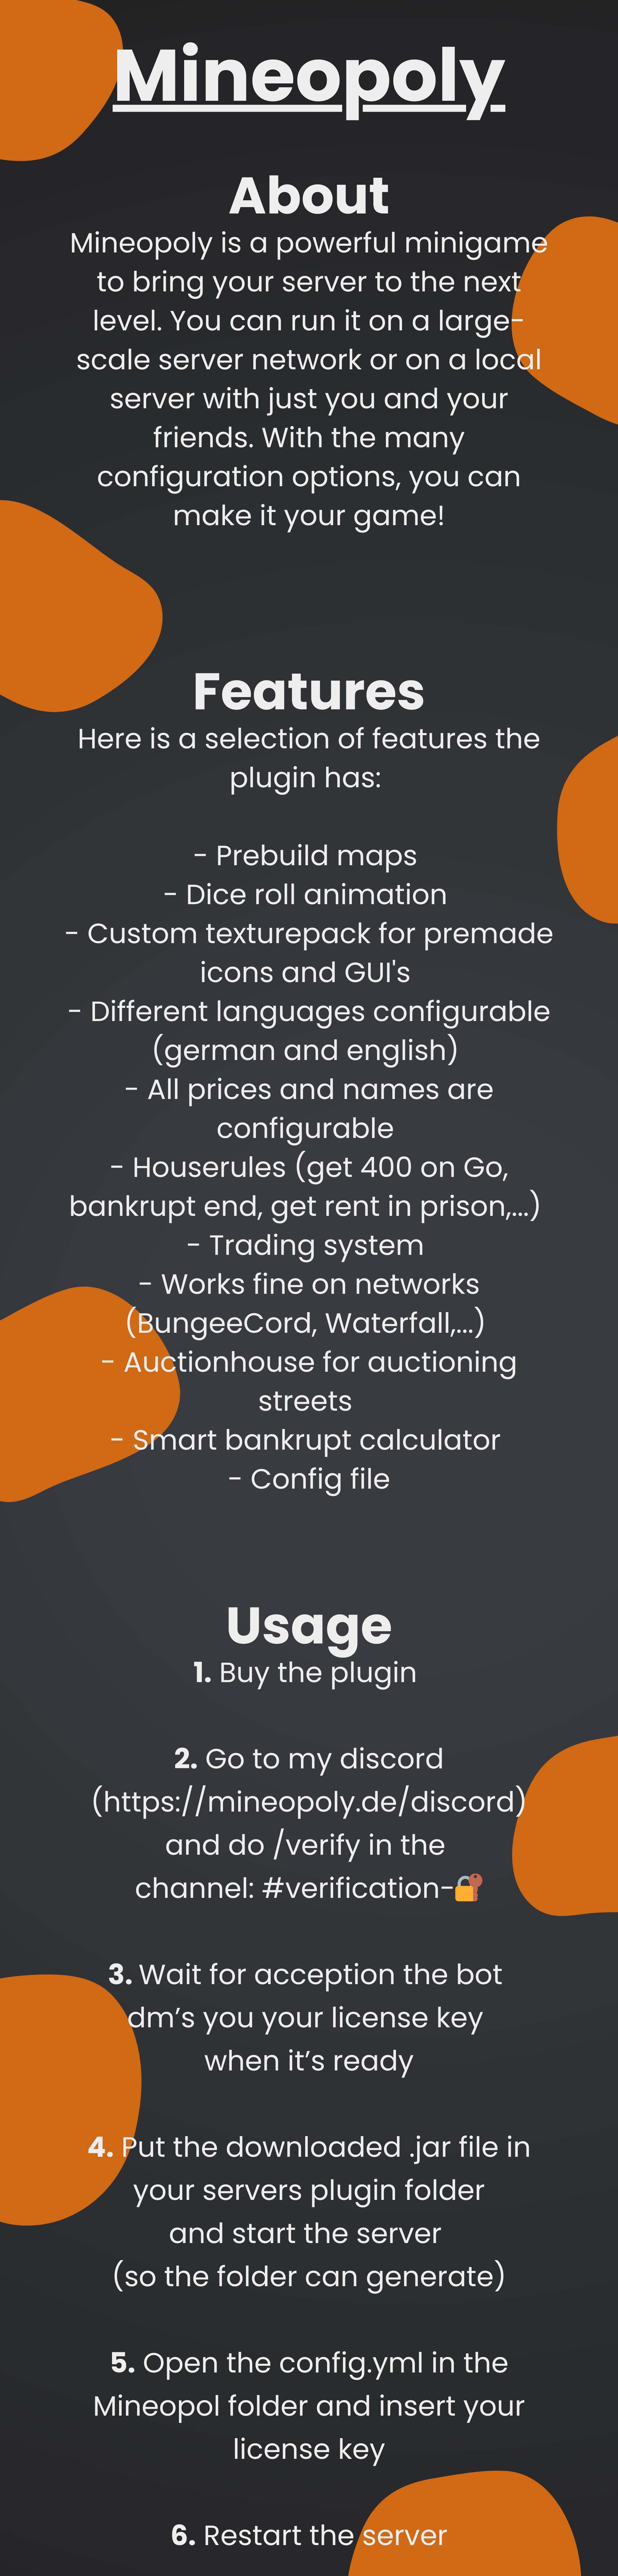 Mineopoly
About
Mineopoly is a powerful minigame
to bring your server to the next
level. You can run it on a large-
scale server network or on a local
server with just you and your
friends. With the many
configuration options, you can
make it your game!
Features
Here is a selection of features the
plugin has:
- Prebuild maps
- Dice roll animation
- Custom texturepack for premade
icons and GUI's
- Different languages configurable
(german and english)
- All prices and names are
configurable
- Houserules (get 400 on Go,
bankrupt end, get rent in prison,...)
- Trading system
- Works fine on networks
(BungeeCord, Waterfall,...)
- Auctionhouse for auctioning
streets
- Smart bankrupt calculator
- Config file
Usage
1. Buy the plugin
2. Go to my discord
(https://mineopoly.de/discord)
and do /verify in the
channel: #verification-🔐
3. Wait for acception the bot
dm’s you your license key
when it’s ready
4. Put the downloaded .jar file in
your servers plugin folder
and start the server
(so the folder can generate)
5. Open the config.yml in the
Mineopol folder and insert your
license key
6. Restart the server